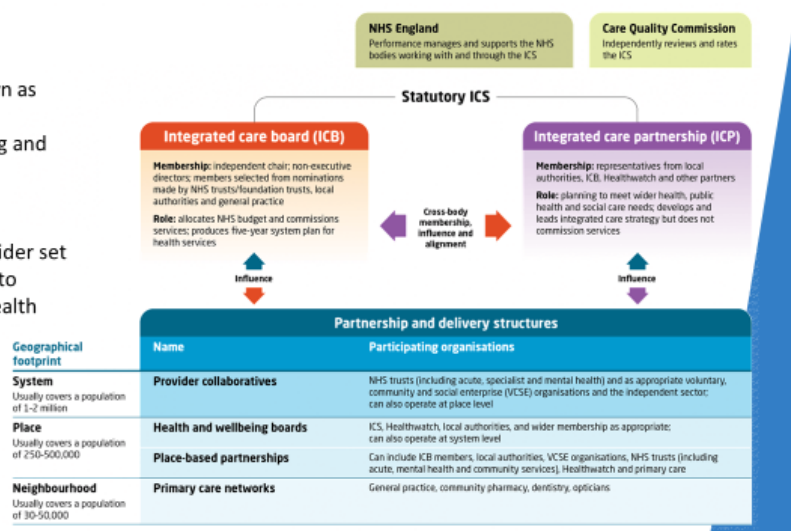 NHS England
Performance manages and supports the NHS
bodies working with and through the ICS
Care Quality Commission
Independently reviews and rates
the ICS
n as
g and
ider set
to
ealth
Statutory ICS
Integrated care board (ICB)
Membership: independent chair; non-executive
directors; members selected from nominations
made by NHS trusts/foundation trusts, local
authorities and general practice
Role: allocates NHS budget and commissions
services; produces five-year system plan for
health services
Cross-body
membership,
influence and
alignment
Integrated care partnership (ICP)
Membership: representatives from local
authorities, ICB, Healthwatch and other partners
Role: planning to meet wider health, public
health and social care needs; develops and
leads integrated care strategy but does not
commission services
Influence
Influence
Partnership and delivery structures
Geographical
footprint
Name
Participating organisations
System
Usually covers a population
of 1-2 million
Provider collaboratives
NHS trusts (including acute, specialist and mental health) and as appropriate voluntary,
community and social enterprise (VCSE) organisations and the independent sector;
can also operate at place level
Place
Usually covers a population
of 250-500,000
Health and wellbeing boards
ICS, Healthwatch, local authorities, and wider membership as appropriate;
can also operate at system level
Place-based partnerships
Can include ICB members, local authorities, VCSE organisations, NHS trusts (including
acute, mental health and community services), Healthwatch and primary care
Neighbourhood
Usually covers a population
of 30-50,000
Primary care networks
General practice, community pharmacy, dentistry, opticians